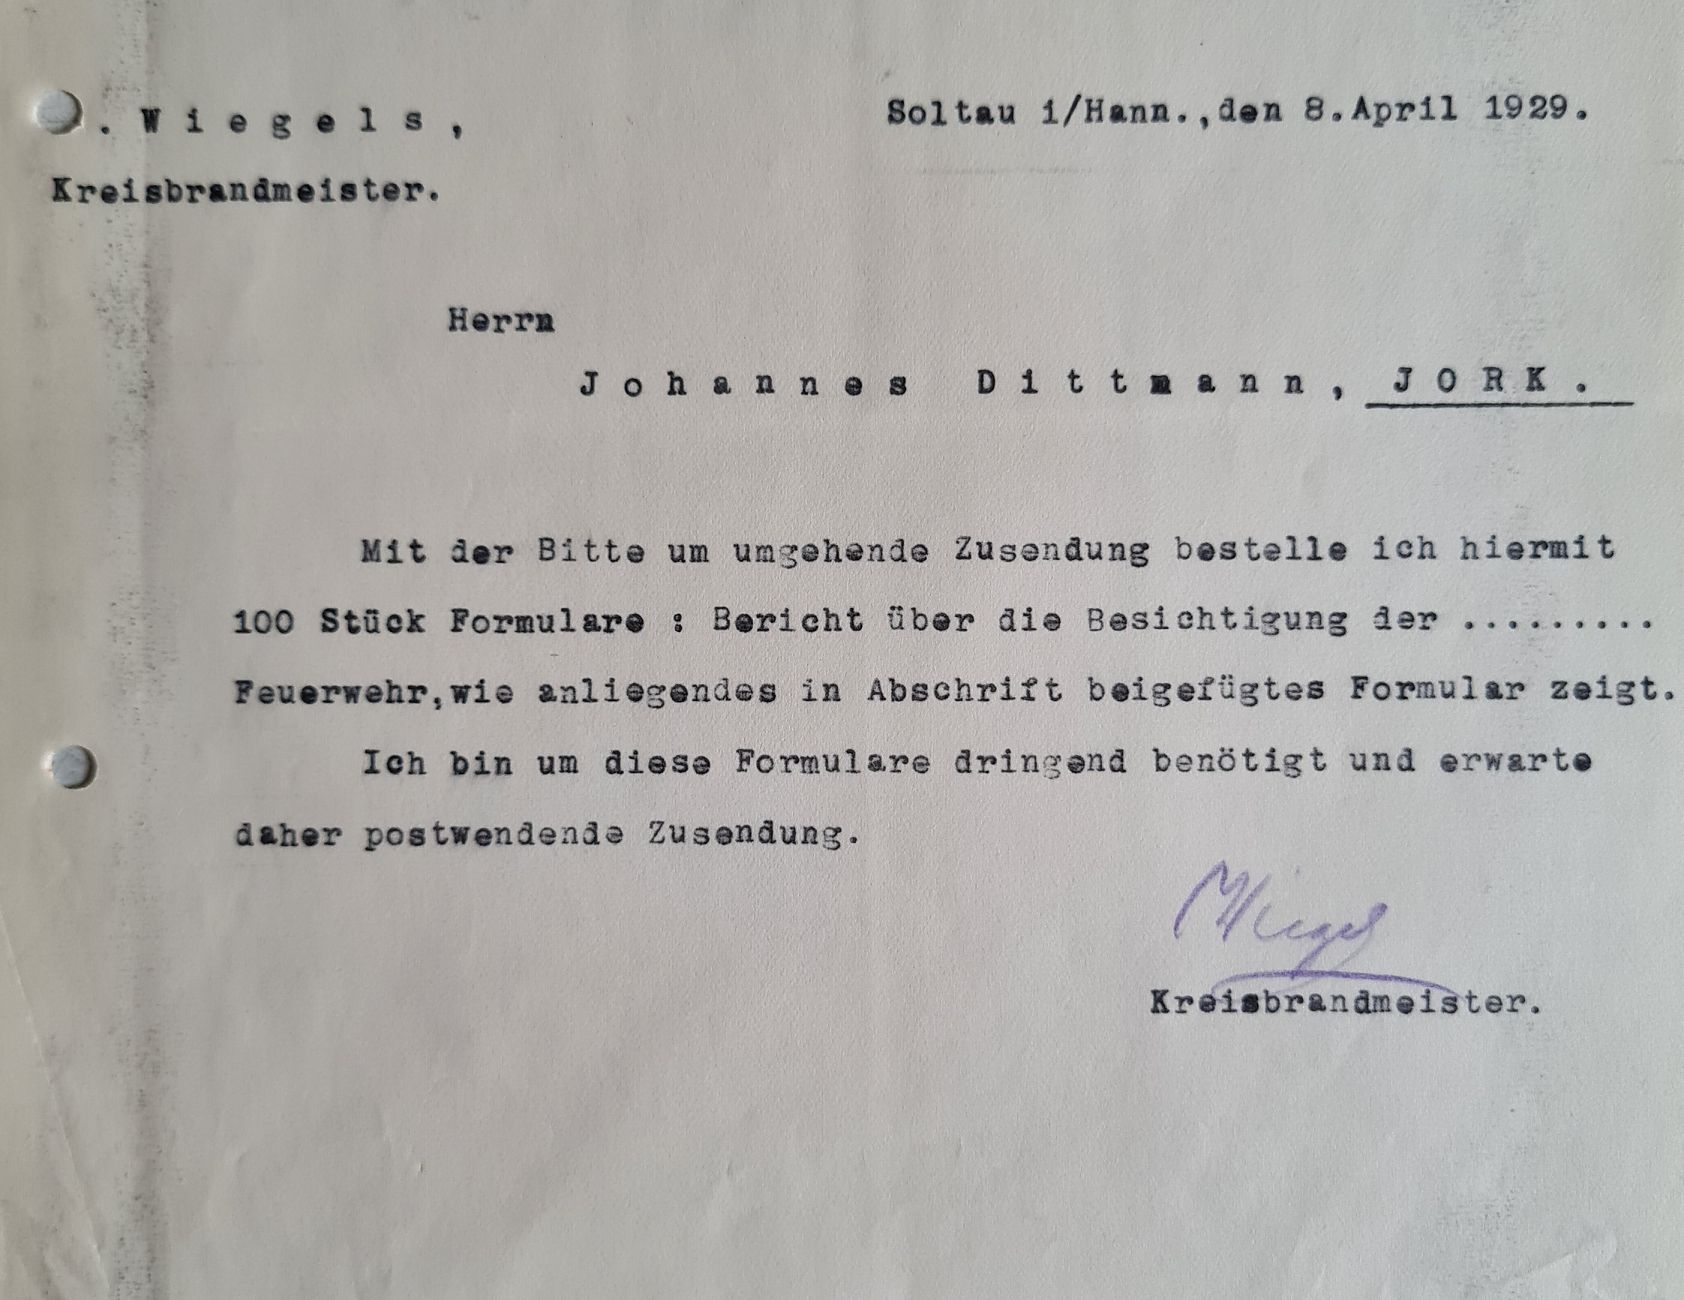 . W i e g e l s ,
Soltau i/Hann.,den 8.April 1929.
Kreisbrandmeister.
Herrn
J o h a n n e s   D i t t m a n n , J O R K .
Mit der Bitte um umgehende Zusendung bestelle ich hiermit
100 Stück Formulare : Bericht über die Besichtigung der .........
Feuerwehr,wie anliegendes in Abschrift beigefügtes Formular zeigt.
Ich bin um diese Formulare dringend benötigt und erwarte
daher postwendende Zusendung.
Kreisbrandmeister.